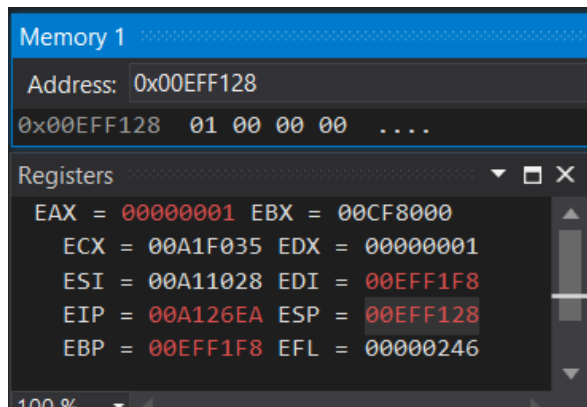 Memory 1
Address: 0x00EFF128
0x00EFF128 01 00 00 00 ....
Registers
EAX = 00000001 EBX = 00CF8000
ECX = 00A1F035 EDX = 00000001
ESI = 00A11028 EDI = 00EFF1F8
EIP = 00A126EA ESP = 00EFF128
EBP = 00EFF1F8 EFL = 00000246
100 %